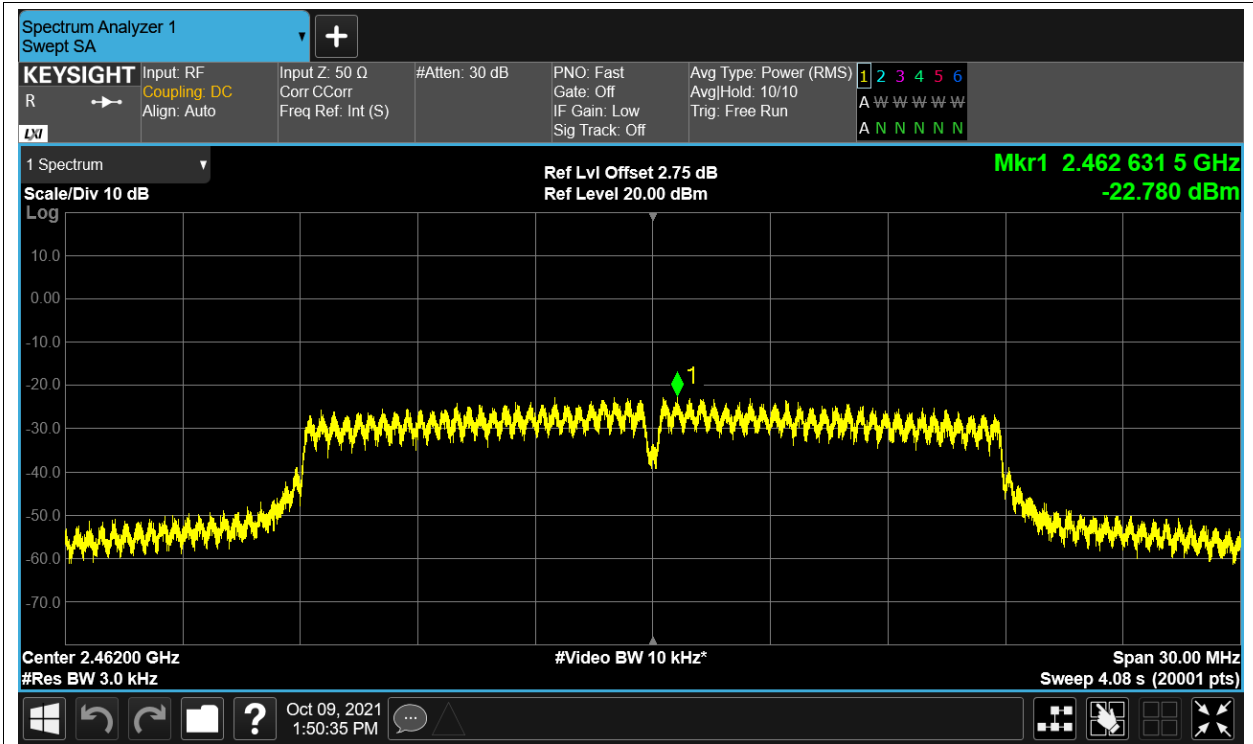 Spectrum Analyzer 1
Swept SA
KEYSIGHT
R
LXI
Input: RF
Coupling: DC
Align: Auto
Input Z: 50 Ω
Corr CCorr
Freq Ref: Int (S)
#Atten: 30 dB
PNO: Fast
Gate: Off
IF Gain: Low
Sig Track: Off
Avg Type: Power (RMS)
Avg|Hold: 10/10
Trig: Free Run
1 2 3 4 5 6
A W W W W W
A N N N N N
1 Spectrum
Scale/Div 10 dB
Log
Ref Lvl Offset 2.75 dB
Ref Level 20.00 dBm
Mkr1 2.462 631 5 GHz
-22.780 dBm
10.0
0.00
-10.0
-20.0
-30.0
-40.0
-50.0
-60.0
-70.0
1
Center 2.46200 GHz
#Res BW 3.0 kHz
#Video BW 10 kHz*
Span 30.00 MHz
Sweep 4.08 s (20001 pts)
?
Oct 09, 2021
1:50:35 PM